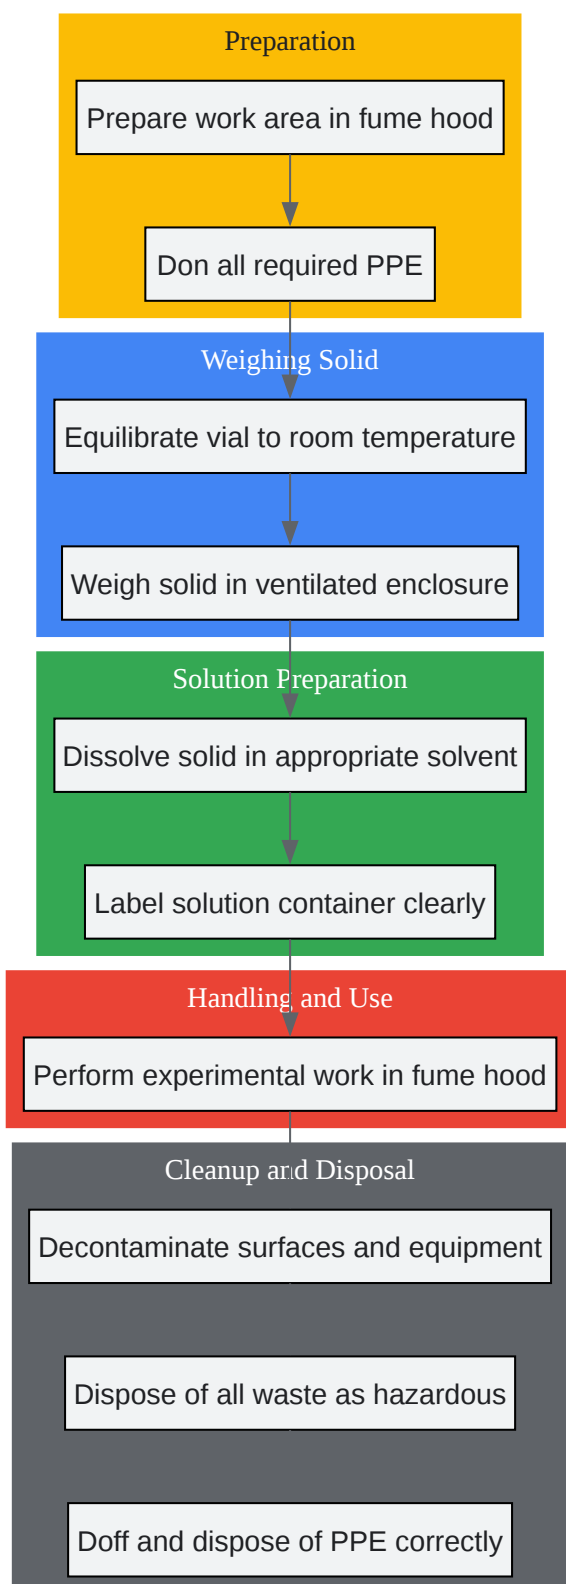 Preparation
Prepare work area in fume hood
Don all required PPE
Weighing Solid
Equilibrate vial to room temperature
Weigh solid in ventilated enclosure
Solution Preparation
Dissolve solid in appropriate solvent
Label solution container clearly
Handling and Use
Perform experimental work in fume hood
Cleanup and Disposal
Decontaminate surfaces and equipment
Dispose of all waste as hazardous
Doff and dispose of PPE correctly